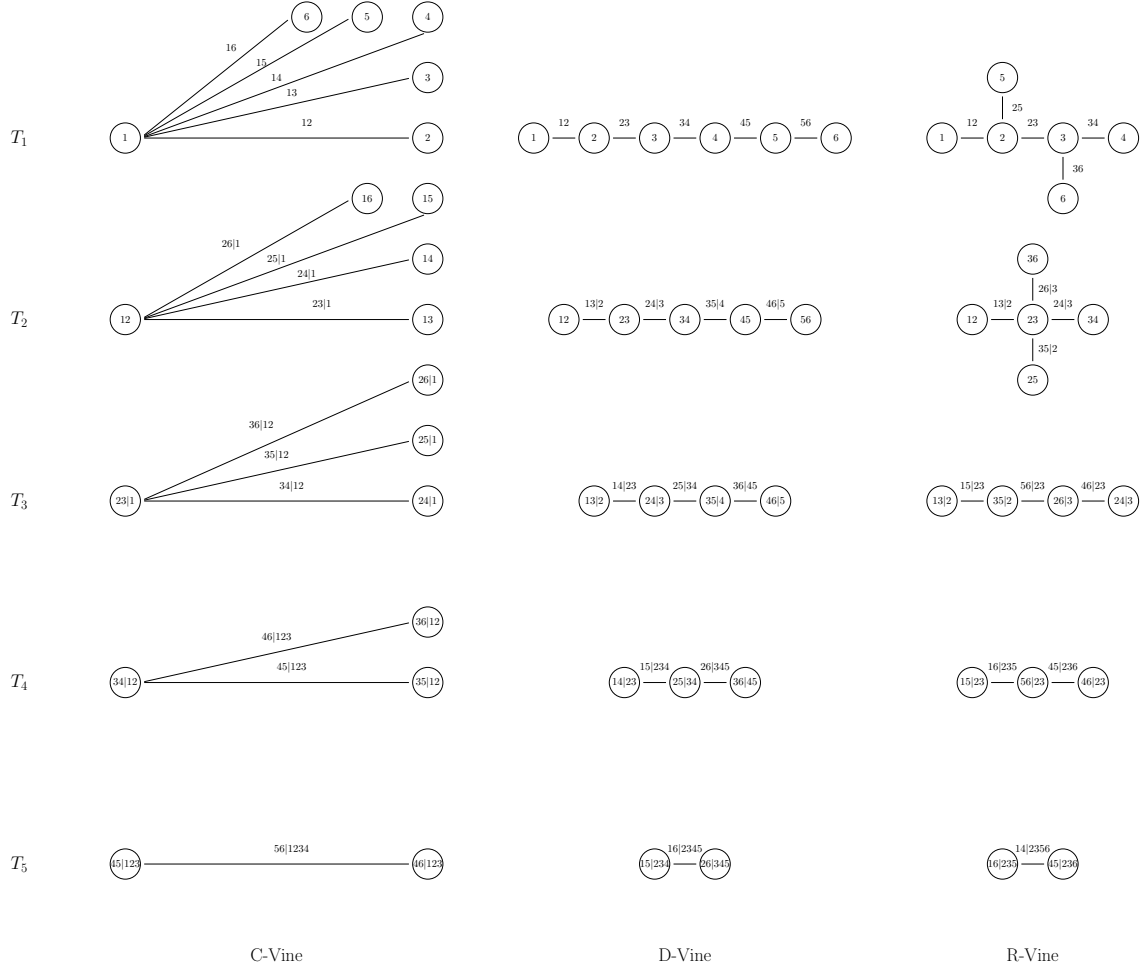 6 5 4
16
15
14
13
3
5
25
12
T1 1 2
12 23 34 45 56
1 2 3 4 5 6
12 23 34
1 2 3 4
36
6
16 15
26|1
25|1
24|1
14
36
26|3
23|1
T2 12 13
13|2 24|3 35|4 46|5
12 23 34 45 56
13|2 24|3
12 23 34
35|2
25
26|1
36|12
35|12
25|1
34|12
T3 23|1 24|1
14|23 25|34 36|45
13|2 24|3 35|4 46|5
15|23 56|23 46|23
13|2 35|2 26|3 24|3
36|12
46|123
45|123
T4 34|12 35|12
15|234 26|345
14|23 25|34 36|45
16|235 45|236
15|23 56|23 46|23
56|1234
T5 45|123 46|123
16|2345
15|234 26|345
14|2356
16|235 45|236
C-Vine D-Vine R-Vine